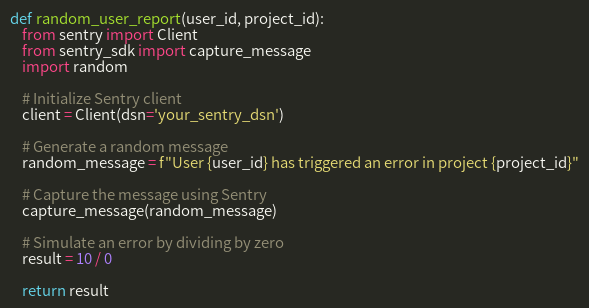 def random_user_report(user_id, project_id):
from sentry import Client
from sentry_sdk import capture_message
import random
# Initialize Sentry client
client = Client(dsn='your_sentry_dsn')
# Generate a random message
random_message = f"User {user_id} has triggered an error in project {project_id}"
# Capture the message using Sentry
capture_message(random_message)
# Simulate an error by dividing by zero
result = 10 / 0
return result